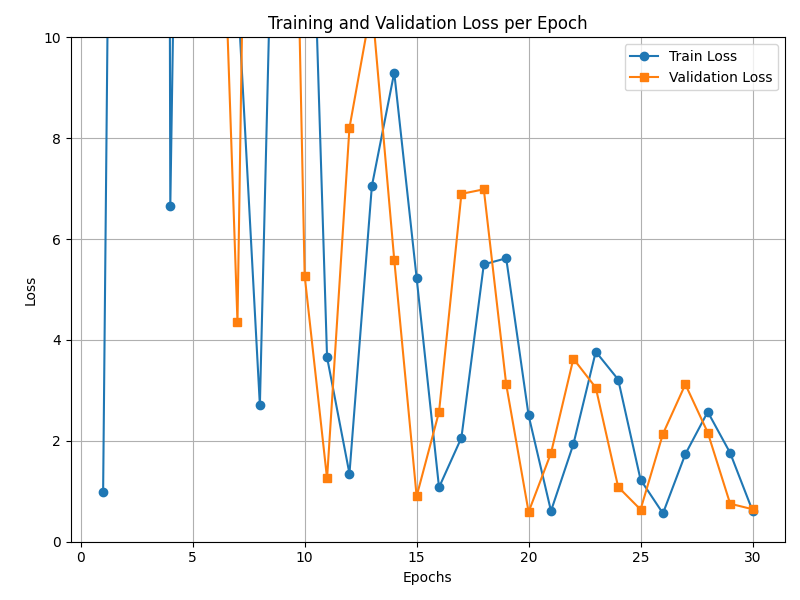 Training and Validation Loss per Epoch
Train Loss
Validation Loss
10
8
6
4
2
0
Loss
0 5 10 15 20 25 30
Epochs